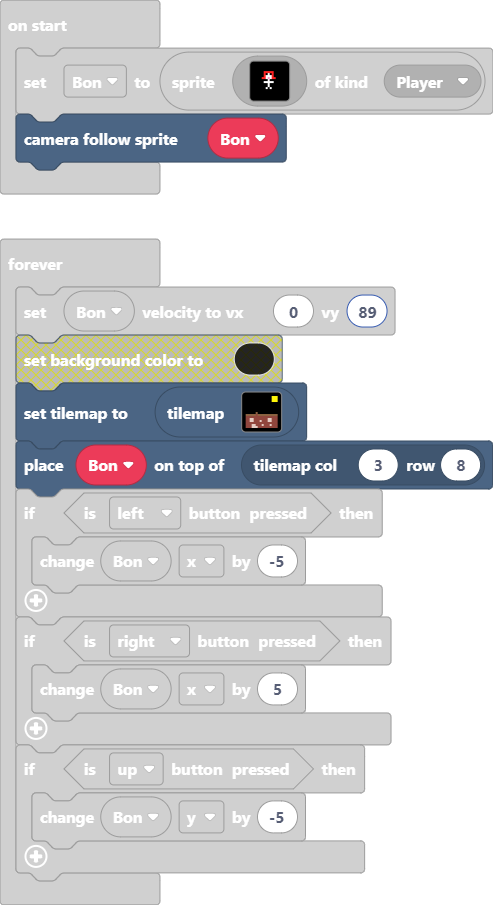 on start
set Bon to sprite of kind Player
camera follow sprite Bon
forever
set Bon velocity to vx 0 vy 89
set background color to
set tilemap to tilemap
place Bon on top of tilemap col 3 row 8
if is left button pressed then
change Bon x by -5
if is right button pressed then
change Bon x by 5
if is up button pressed then
change Bon y by -5